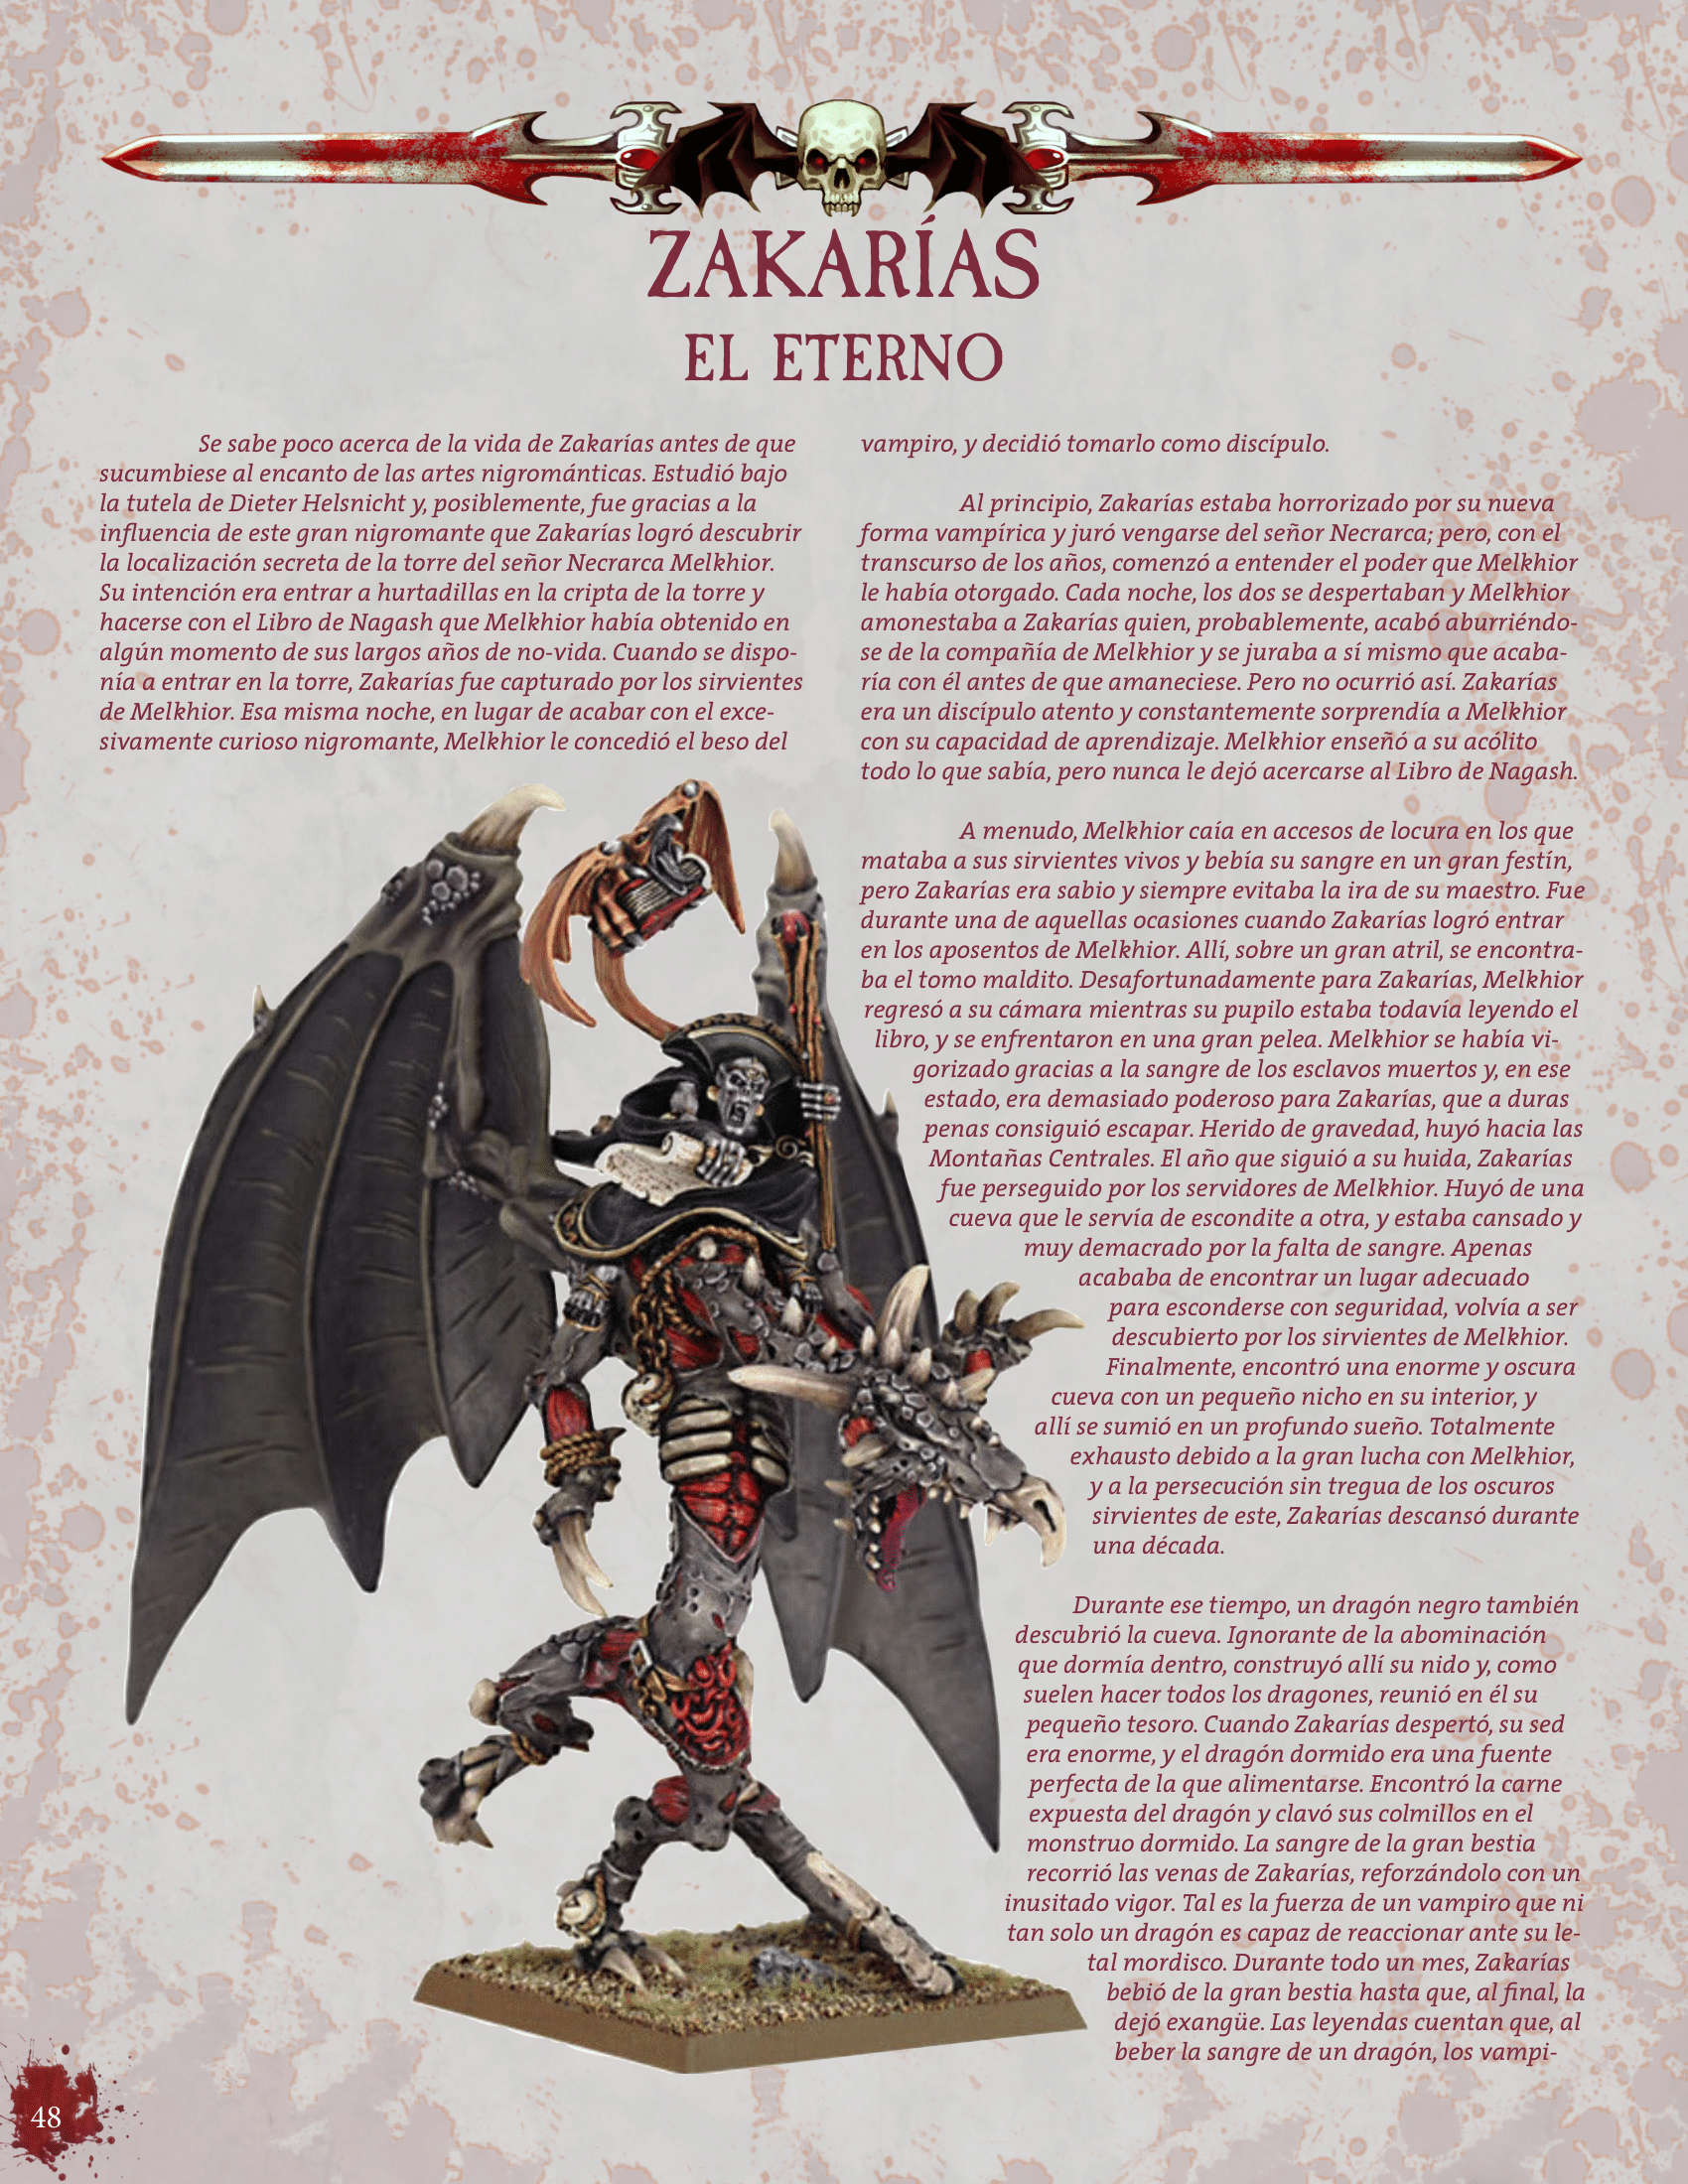 ZAKARÍAS
EL ETERNO
Se sabe poco acerca de la vida de Zakarías antes de que
sucumbiese al encanto de las artes nigrománticas. Estudió bajo
la tutela de Dieter Helsnicht y, posiblemente, fue gracias a la
influencia de este gran nigromante que Zakarías logró descubrir
la localización secreta de la torre del señor Necrarca Melkhior.
Su intención era entrar a hurtadillas en la cripta de la torre y
hacerse con el Libro de Nagash que Melkhior había obtenido en
algún momento de sus largos años de no-vida. Cuando se dispo-
nía a entrar en la torre, Zakarías fue capturado por los sirvientes
de Melkhior. Esa misma noche, en lugar de acabar con el exce-
sivamente curioso nigromante, Melkhior le concedió el beso del
vampiro, y decidió tomarlo como discípulo.
Al principio, Zakarías estaba horrorizado por su nueva
forma vampírica y juró vengarse del señor Necrarca; pero, con el
transcurso de los años, comenzó a entender el poder que Melkhior
le había otorgado. Cada noche, los dos se despertaban y Melkhior
amonestaba a Zakarías quien, probablemente, acabó aburriéndo-
se de la compañía de Melkhior y se juraba a sí mismo que acaba-
ría con él antes de que amaneciese. Pero no ocurrió así. Zakarías
era un discípulo atento y constantemente sorprendía a Melkhior
con su capacidad de aprendizaje. Melkhior enseñó a su acólito
todo lo que sabía, pero nunca le dejó acercarse al Libro de Nagash.
A menudo, Melkhior caía en accesos de locura en los que
mataba a sus sirvientes vivos y bebía su sangre en un gran festín,
pero Zakarías era sabio y siempre evitaba la ira de su maestro. Fue
durante una de aquellas ocasiones cuando Zakarías logró entrar
en los aposentos de Melkhior. Allí, sobre un gran atril, se encontra-
ba el tomo maldito. Desafortunadamente para Zakarías, Melkhior
regresó a su cámara mientras su pupilo estaba todavía leyendo el
libro, y se enfrentaron en una gran pelea. Melkhior se había vi-
gorizado gracias a la sangre de los esclavos muertos y, en ese
estado, era demasiado poderoso para Zakarías, que a duras
penas consiguió escapar. Herido de gravedad, huyó hacia las
Montañas Centrales. El año que siguió a su huida, Zakarías
fue perseguido por los servidores de Melkhior. Huyó de una
cueva que le servía de escondite a otra, y estaba cansado y
muy demacrado por la falta de sangre. Apenas
acababa de encontrar un lugar adecuado
para esconderse con seguridad, volvía a ser
descubierto por los sirvientes de Melkhior.
Finalmente, encontró una enorme y oscura
cueva con un pequeño nicho en su interior, y
allí se sumió en un profundo sueño. Totalmente
exhausto debido a la gran lucha con Melkhior,
y a la persecución sin tregua de los oscuros
sirvientes de este, Zakarías descansó durante
una década.
Durante ese tiempo, un dragón negro también
descubrió la cueva. Ignorante de la abominación
que dormía dentro, construyó allí su nido y, como
suelen hacer todos los dragones, reunió en él su
pequeño tesoro. Cuando Zakarías despertó, su sed
era enorme, y el dragón dormido era una fuente
perfecta de la que alimentarse. Encontró la carne
expuesta del dragón y clavó sus colmillos en el
monstruo dormido. La sangre de la gran bestia
recorrió las venas de Zakarías, reforzándolo con un
inusitado vigor. Tal es la fuerza de un vampiro que ni
tan solo un dragón es capaz de reaccionar ante su le-
tal mordisco. Durante todo un mes, Zakarías
bebió de la gran bestia hasta que, al final, la
dejó exangüe. Las leyendas cuentan que, al
beber la sangre de un dragón, los vampi-
48